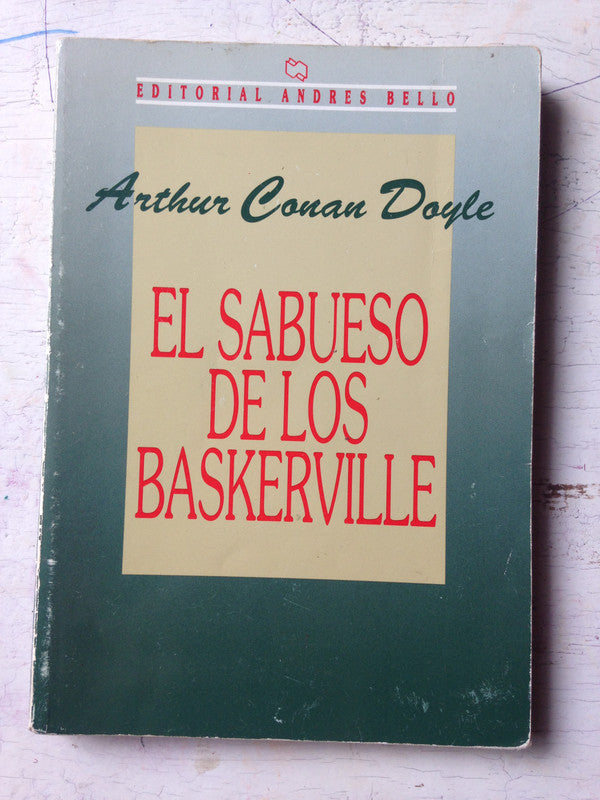 EDITORIAL ANDRES BELLO
Arthur Conan Doyle
EL SABUESO
DE LOS
BASKERVILLE